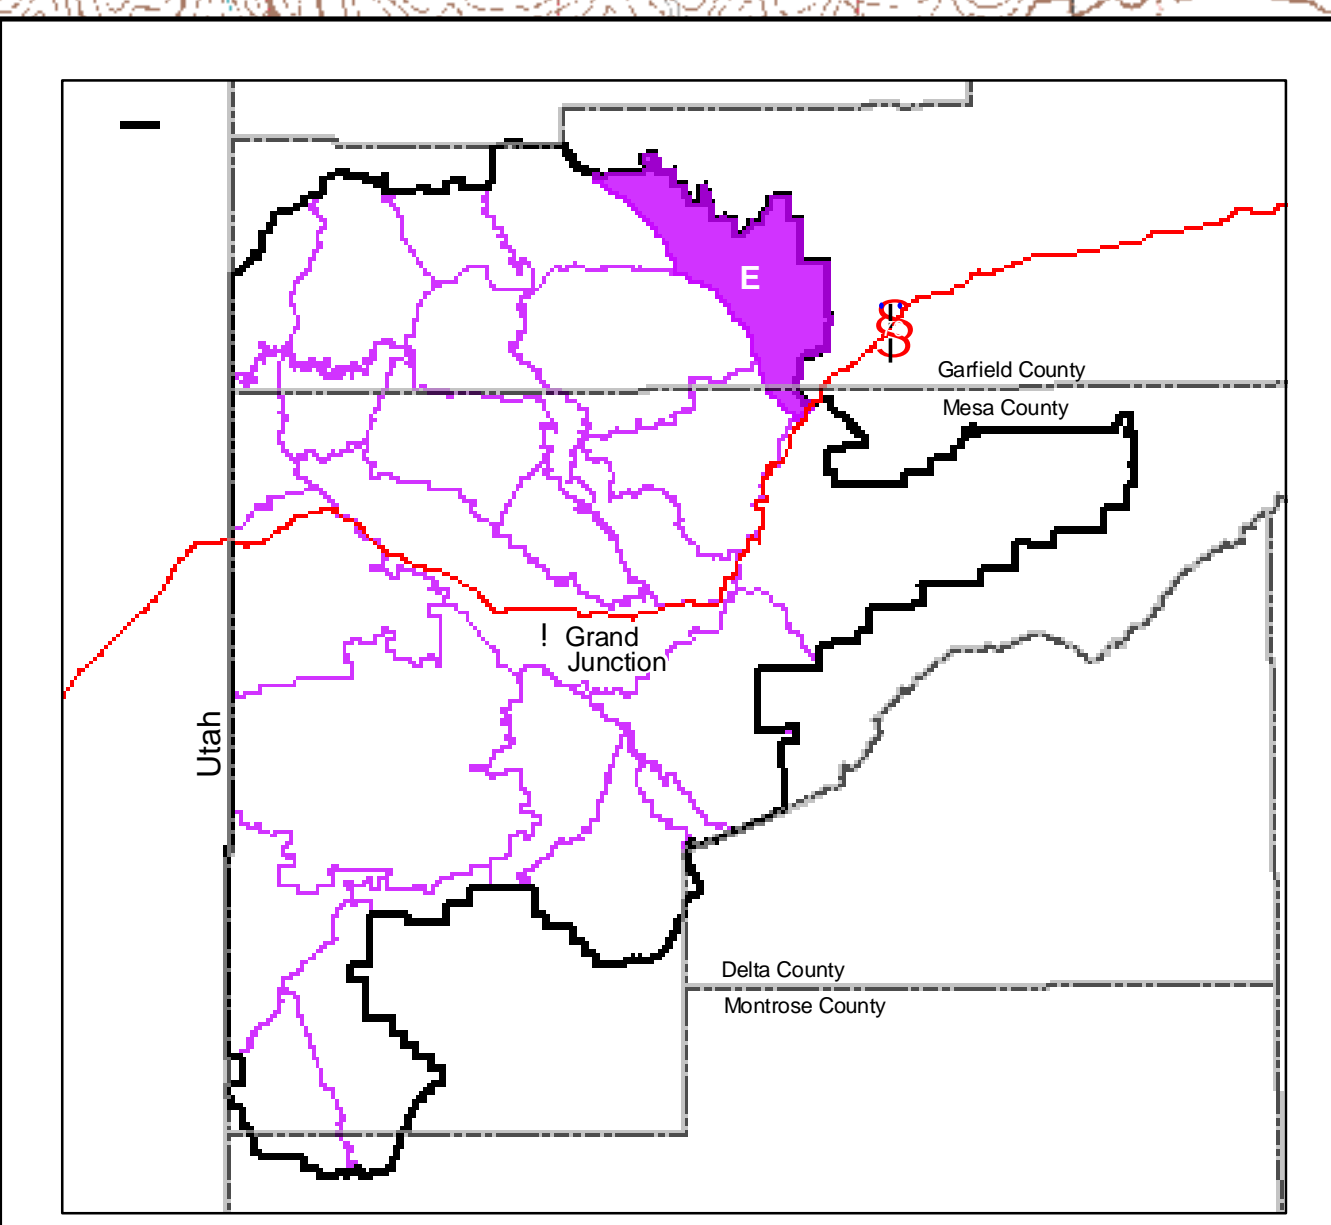 E
Garfield County
Mesa County
! Grand
Junction
Utah
Delta County
Montrose County